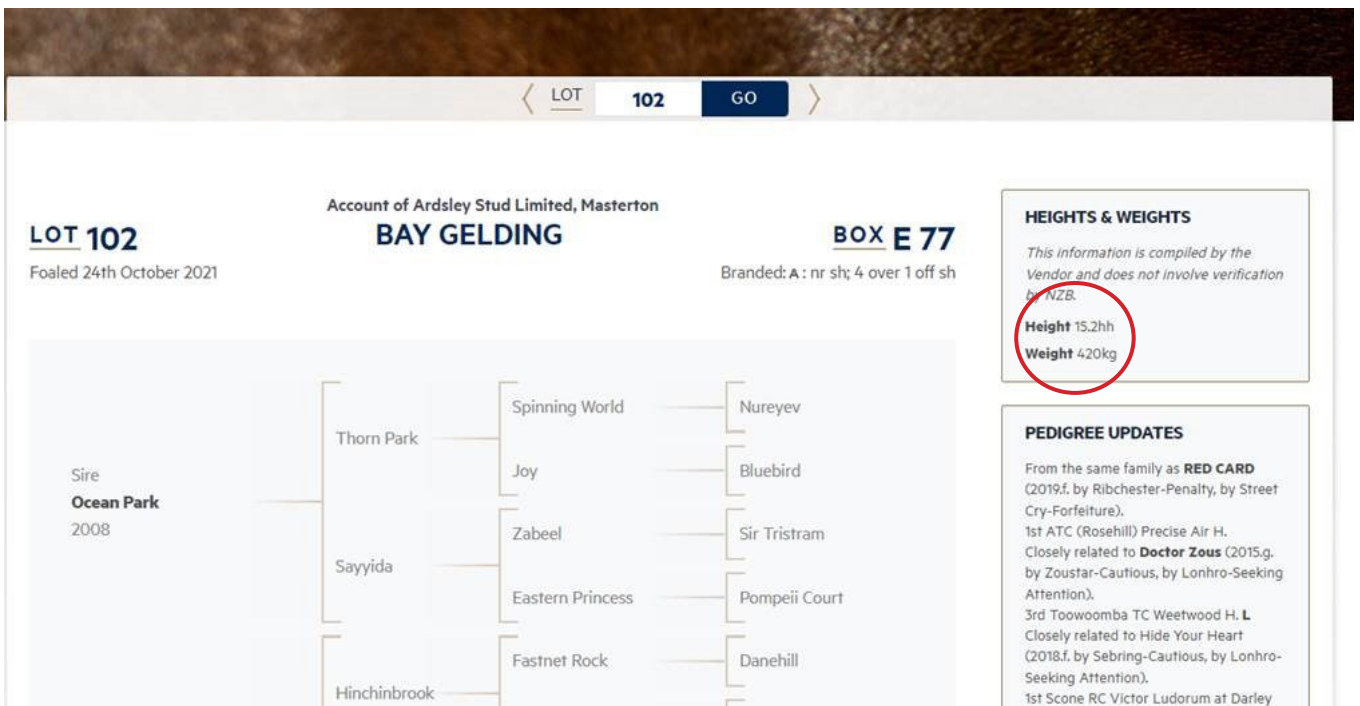 LOT 102 GO
Account of Ardsley Stud Limited, Masterton
LOT 102
BAY GELDING
BOX E 77
Foaled 24th October 2021
Branded: A : nr sh; 4 over 1 off sh
Sire
Ocean Park
2008
Thorn Park
Sayyida
Hinchinbrook
Spinning World
Joy
Zabeel
Eastern Princess
Fastnet Rock
Nureyev
Bluebird
Sir Tristram
Pompeii Court
Danehill
HEIGHTS & WEIGHTS
This information is compiled by the
Vendor and does not involve verification
by NZB.
Height 15.2hh
Weight 420kg
PEDIGREE UPDATES
From the same family as RED CARD
(2019.f. by Ribchester-Penalty, by Street
Cry-Forfeiture).
1st ATC (Rosehill) Precise Air H.
Closely related to Doctor Zous (2015.g.
by Zoustar-Cautious, by Lonhro-Seeking
Attention).
3rd Toowoomba TC Weetwood H. L
Closely related to Hide Your Heart
(2018.f. by Sebring-Cautious, by Lonhro-
Seeking Attention).
1st Scone RC Victor Ludorum at Darley